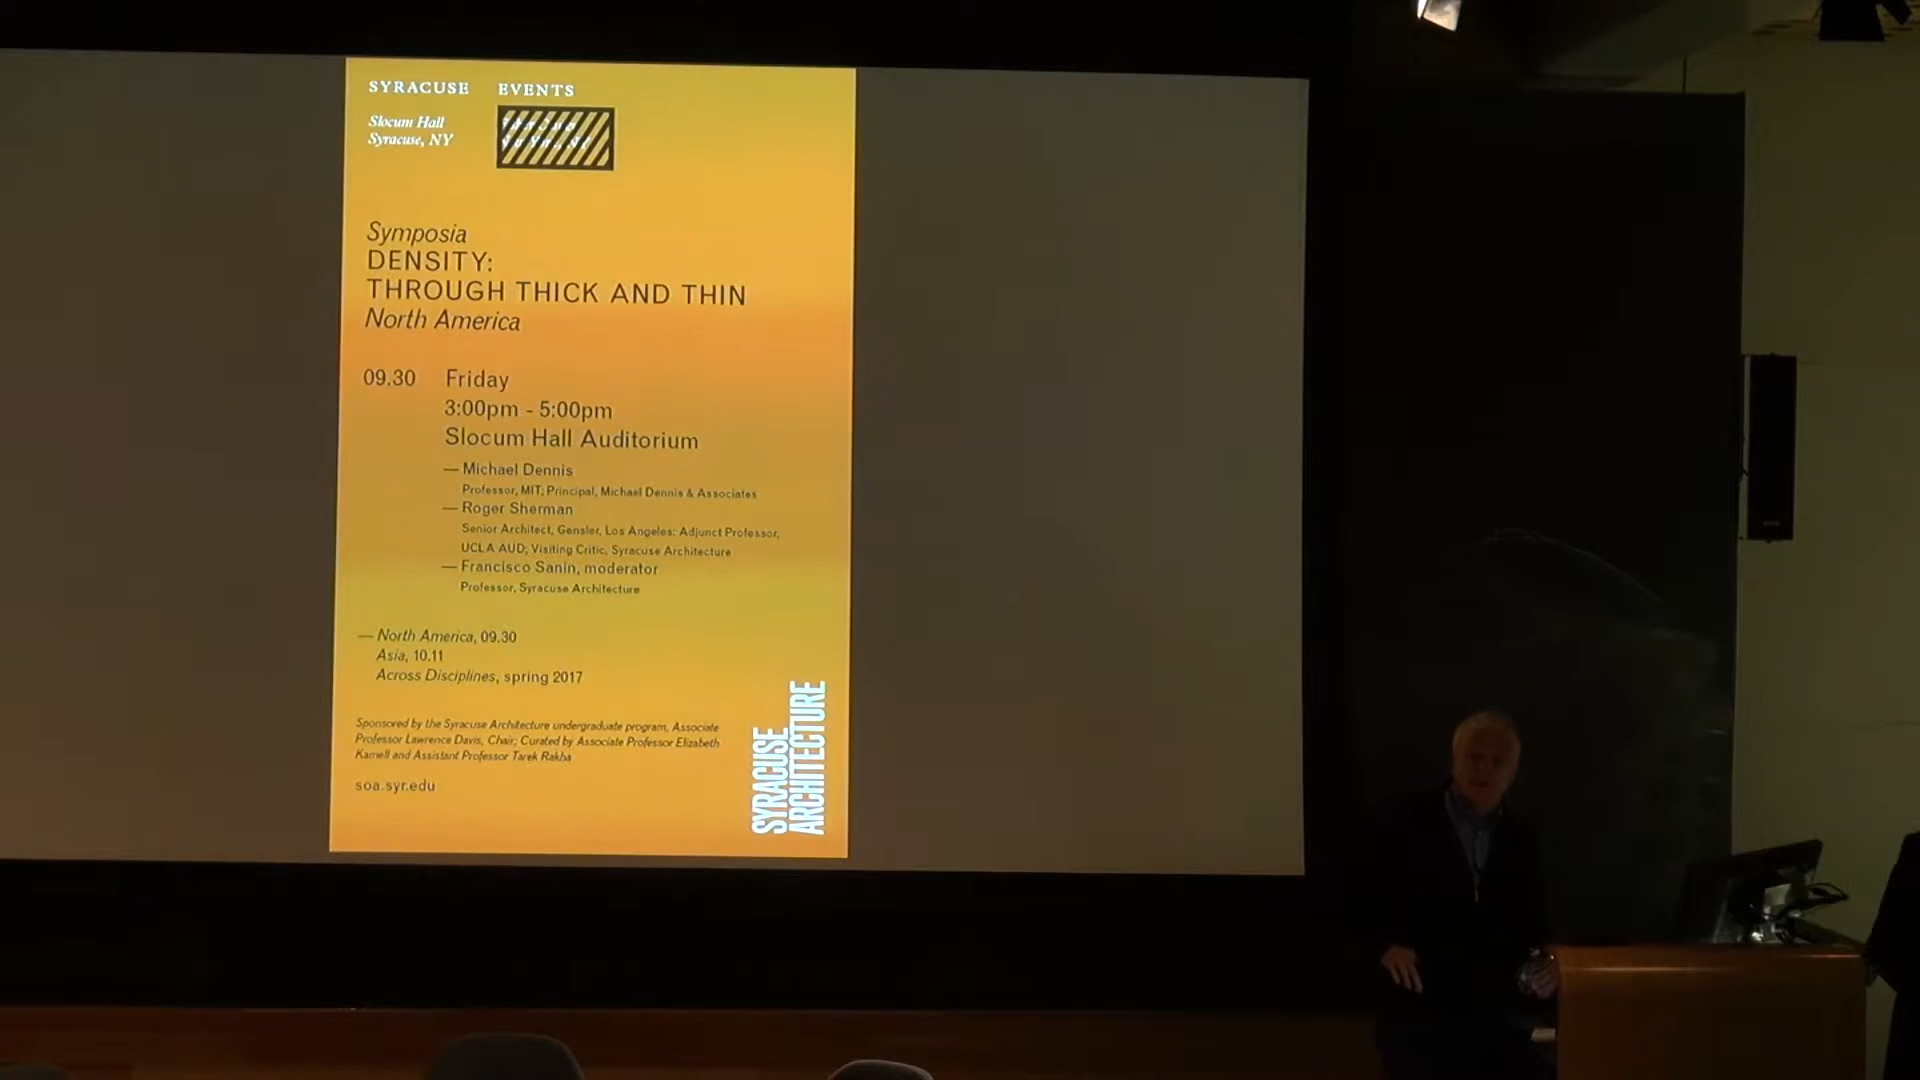 SYRACUSE EVENTS
Slocum Hall
Syracuse, NY
Symposia
DENSITY:
THROUGH THICK AND THIN
North America
09.30 Friday
3:00pm - 5:00pm
Slocum Hall Auditorium
— Michael Dennis
Professor, MIT; Principal, Michael Dennis & Associates
— Roger Sherman
Senior Architect, Gensler, Los Angeles; Adjunct Professor,
UCLA AUD; Visiting Critic, Syracuse Architecture
— Francisco Sanin, moderator
Professor, Syracuse Architecture
— North America, 09.30
Asia, 10.11
Across Disciplines, spring 2017
Sponsored by the Syracuse Architecture undergraduate program, Associate
Professor Lawrence Davis, Chair; Curated by Associate Professor Elizabeth
Kamell and Assistant Professor Tarek Rakha
soa.syr.edu
SYRACUSE
ARCHITECTURE